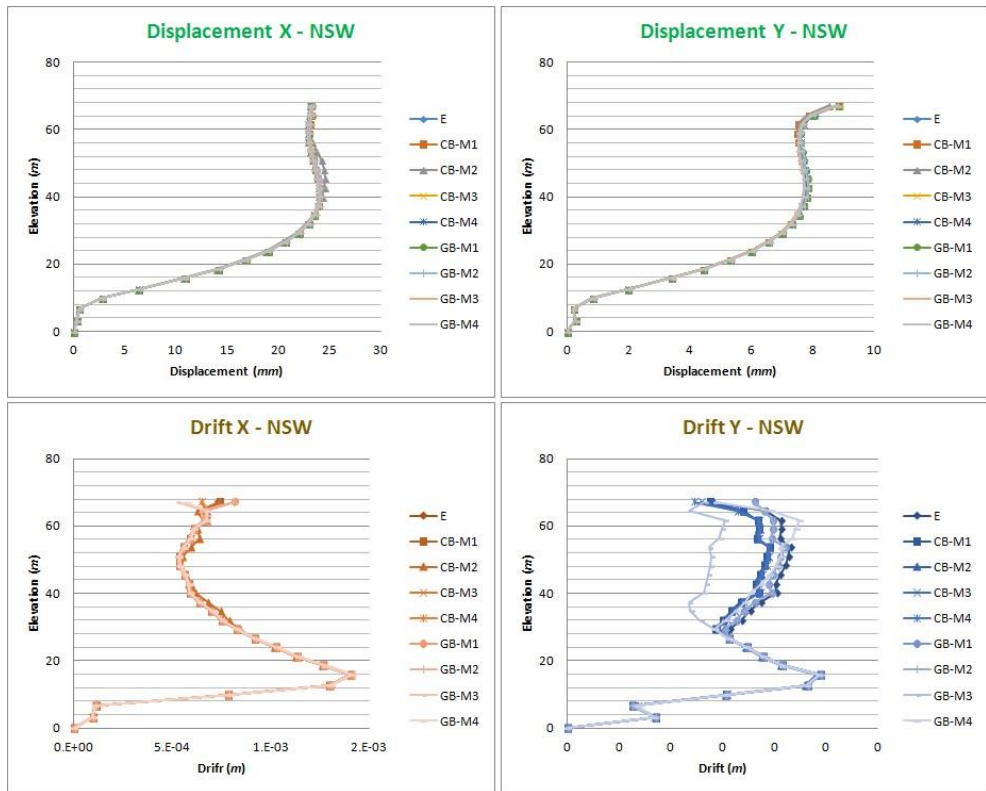 Displacement X - NSW
80
60
40
20
0
Elevation (m)
0 5 10 15 20 25 30
Displacement (mm)
E
CB-M1
CB-M2
CB-M3
CB-M4
GB-M1
GB-M2
GB-M3
GB-M4
Displacement Y - NSW
80
60
40
20
0
Elevation (m)
0 2 4 6 8 10
Displacement (mm)
E
CB-M1
CB-M2
CB-M3
CB-M4
GB-M1
GB-M2
GB-M3
GB-M4
Drift X - NSW
80
60
40
20
0
Elevation (m)
0.E+00 5.E-04 1.E-03 2.E-03
Drifr (m)
E
CB-M1
CB-M2
CB-M3
CB-M4
GB-M1
GB-M2
GB-M3
GB-M4
Drift Y - NSW
80
60
40
20
0
Elevation (m)
0 0 0 0 0 0 0
Drift (m)
E
CB-M1
CB-M2
CB-M3
CB-M4
GB-M1
GB-M2
GB-M3
GB-M4